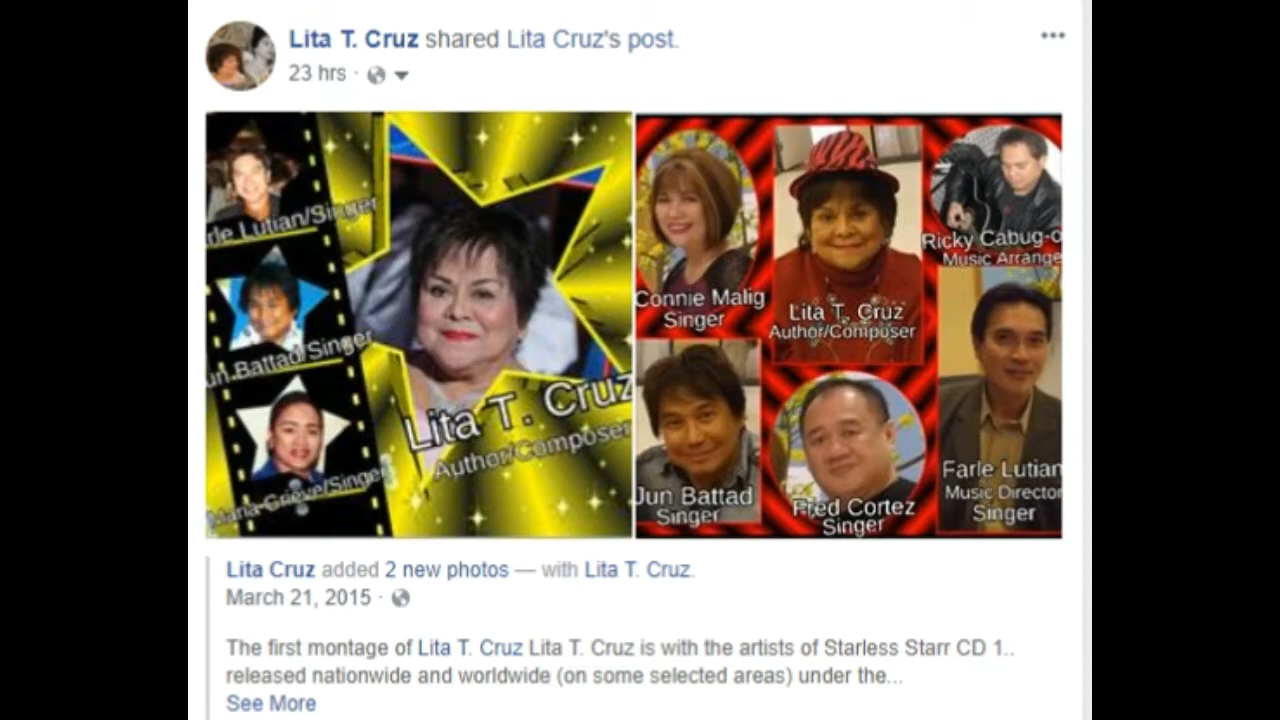 Lita T. Cruz shared Lita Cruz's post.
23 hrs ·
rle Lutian/Singer
un Battad/Singer
Maria Grieve/Singer
Lita T. Cruz
Author/Composer
Connie Malig
Singer
Lita T. Cruz
Author/Composer
Ricky Cabug-o
Music Arrange
Jun Battad
Singer
Fred Cortez
Singer
Farle Lutian
Music Director
Singer
Lita Cruz added 2 new photos — with Lita T. Cruz.
March 21, 2015 ·
The first montage of Lita T. Cruz Lita T. Cruz is with the artists of Starless Starr CD 1..
released nationwide and worldwide (on some selected areas) under the...
See More